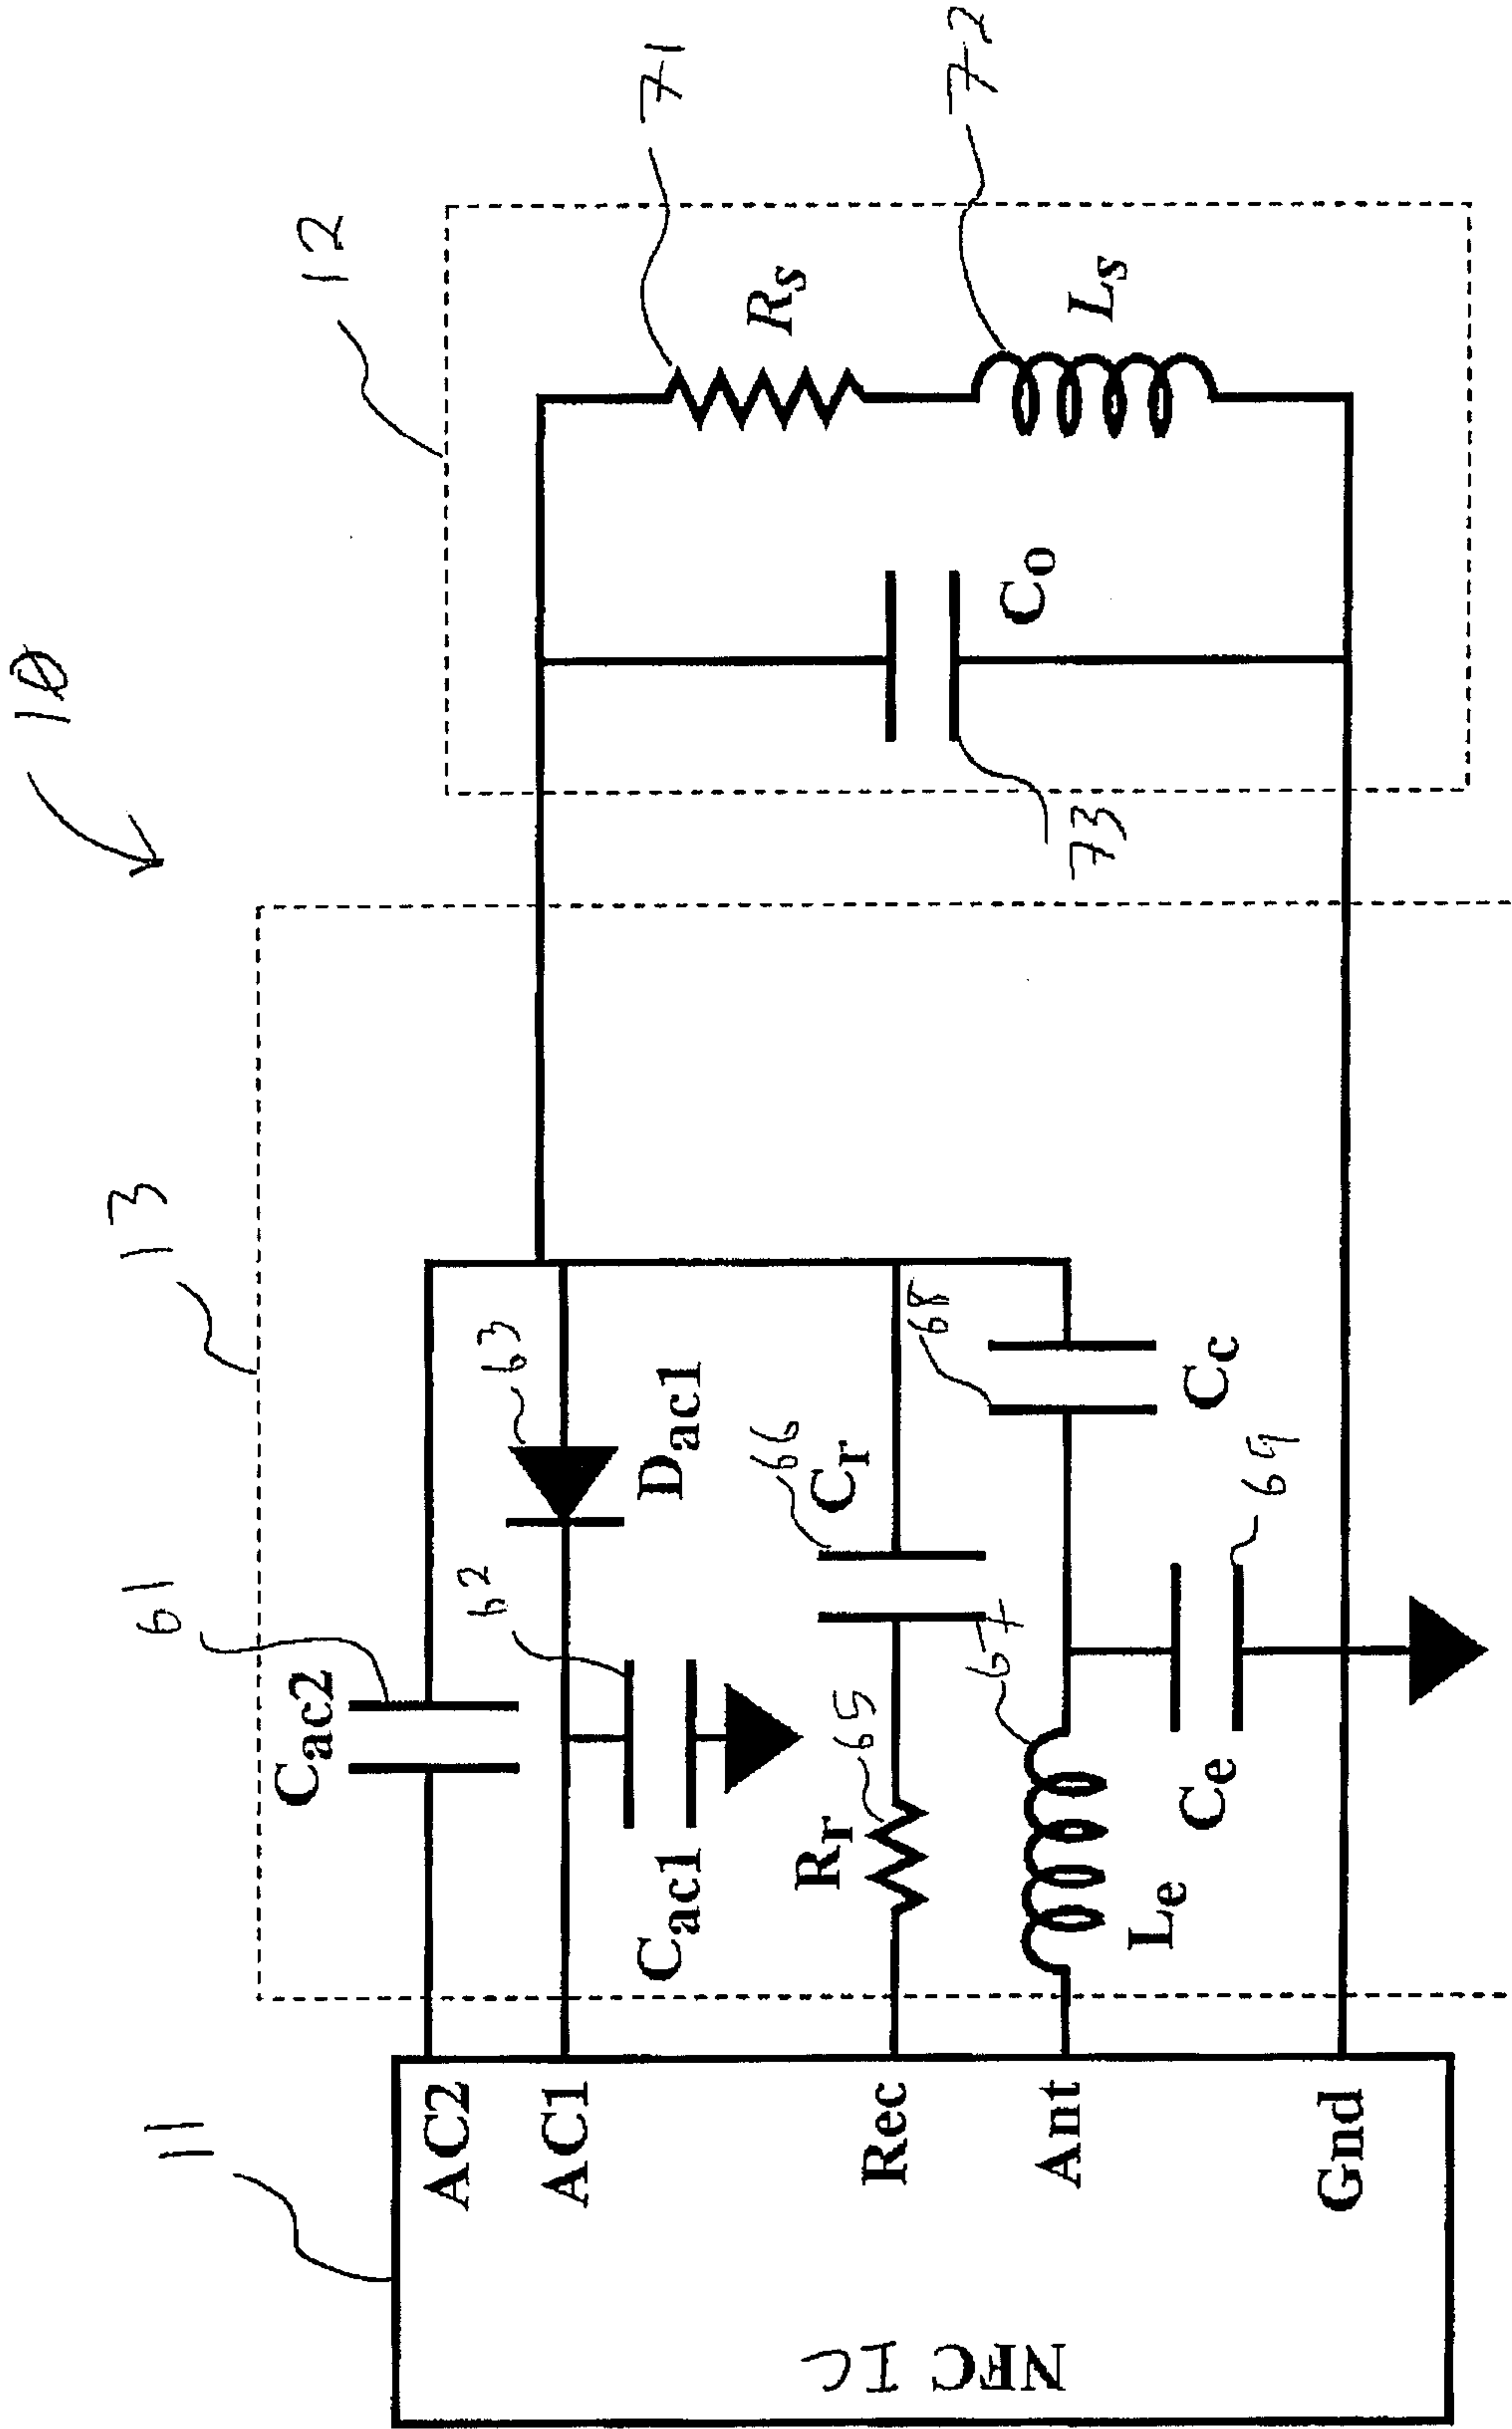 10
13
12
11
61
Cac2
AC2
62
63
AC1
Cac1
Dac1
71
Rs
65
66
Rr
Cr
Rec
67
68
Ant
Le
Cc
72
Ls
Co
73
Ce
69
Gnd
NFC IC